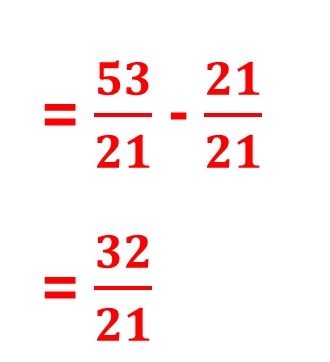 = 53/21 - 21/21
= 32/21